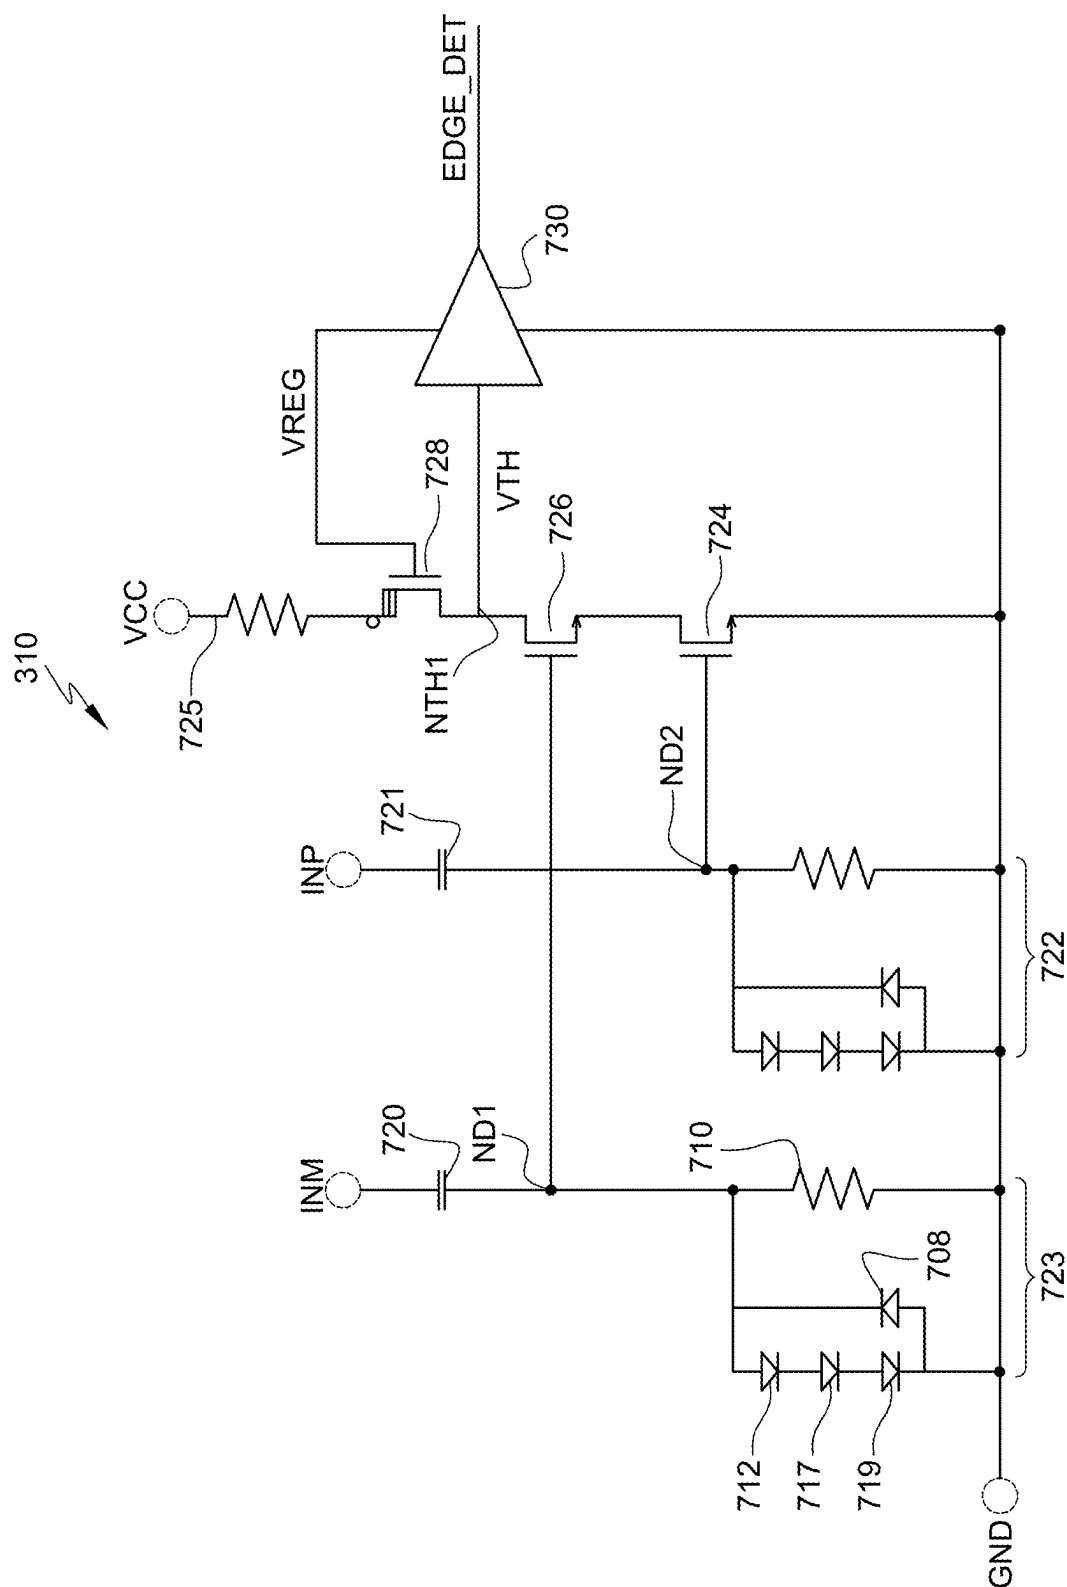 310
VCC
725
VREG
728
EDGE_DET
730
VTH
NTH1
726
724
INP
721
ND2
722
INM
720
ND1
710
708
723
712
717
719
GND